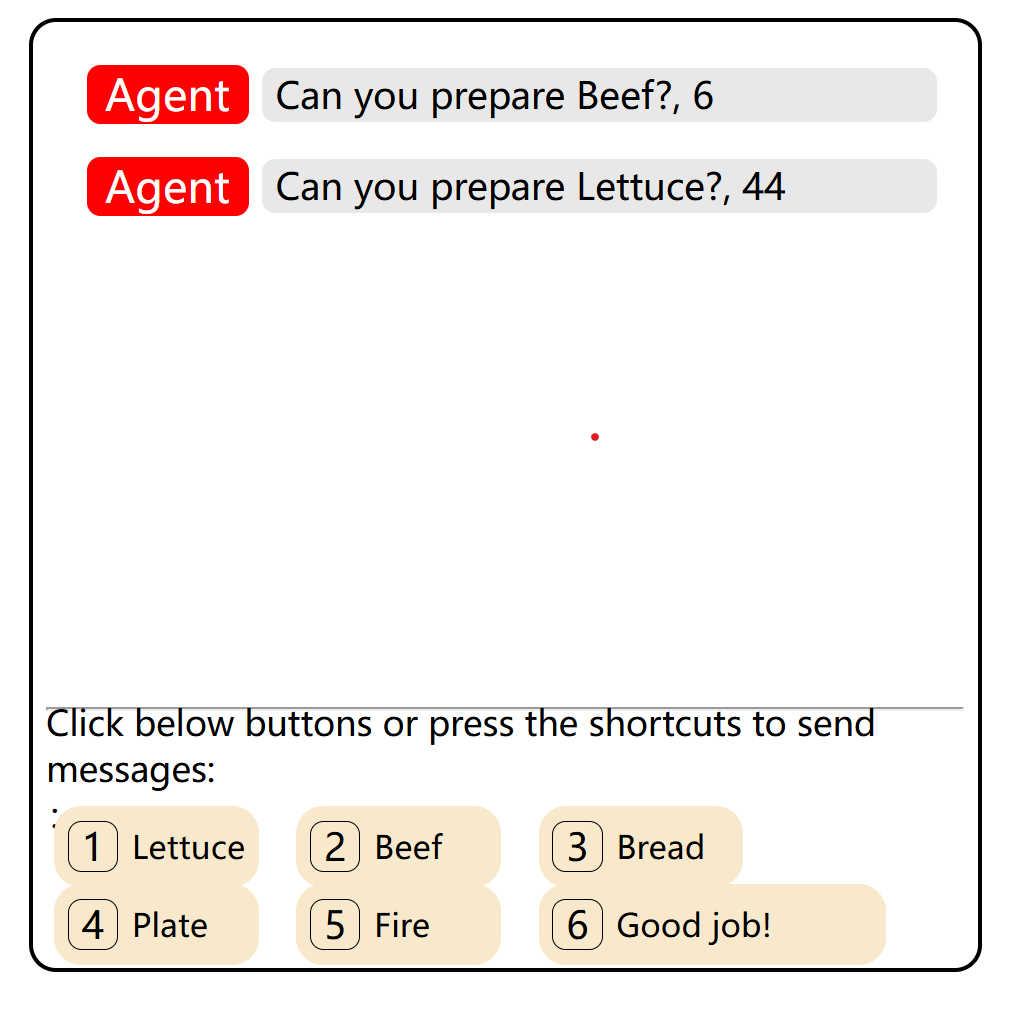 Agent Can you prepare Beef?, 6
Agent Can you prepare Lettuce?, 44
Click below buttons or press the shortcuts to send
messages:
:
1 Lettuce 2 Beef 3 Bread
4 Plate 5 Fire 6 Good job!